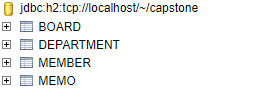 jdbc:h2:tcp://localhost/~/capstone
BOARD
DEPARTMENT
MEMBER
MEMO